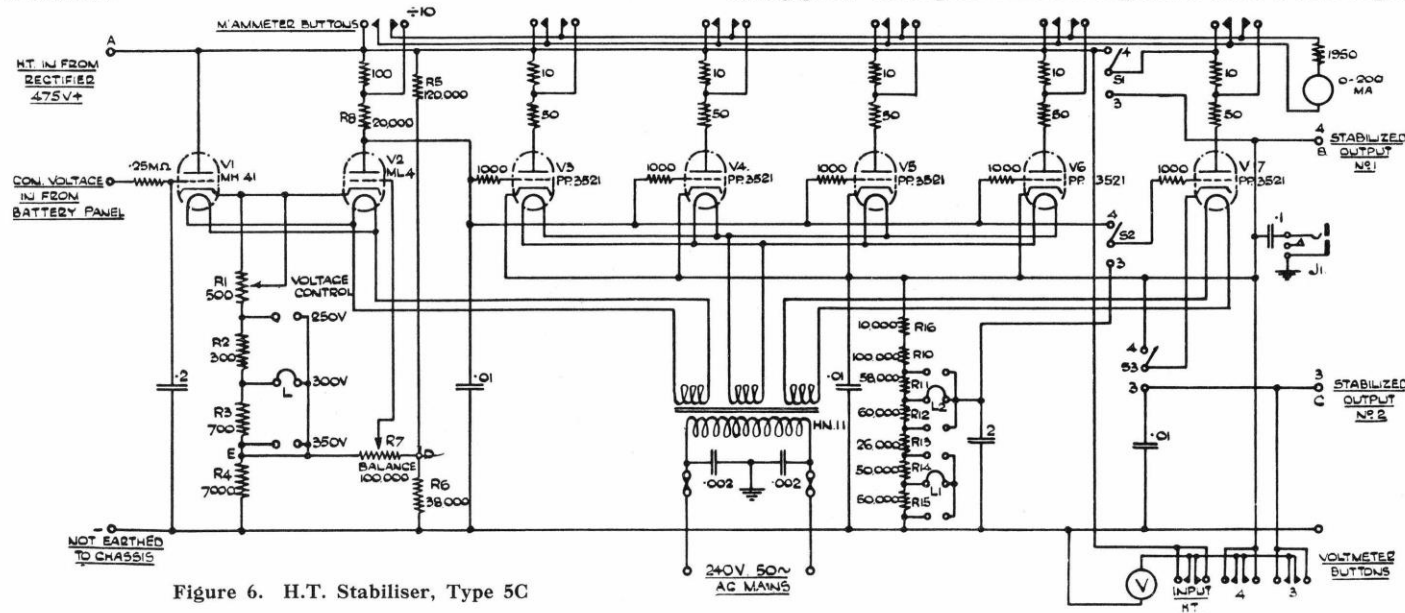 M'AMMETER BUTTONS
÷10
A
H.T. IN FROM
RECTIFIER
475V+
100
R5
120,000
R8
20,000
10
50
10
50
10
50
10
50
4
S1
3
10
50
1950
0-200
MA
4
B
STABILIZED
OUTPUT
Nº1
.25MΩ
CON. VOLTAGE
IN FROM
BATTERY PANEL
V1
MH 41
V2
ML4
1000
V3
PP.3521
1000
V4
PP.3521
1000
V5
PP.3521
1000
V6
PP. 3521
4
S2
3
1000
V7
PP.3521
.1
J1.
R1
500
VOLTAGE
CONTROL
250V
R2
300
L
300V
R3
700
350V
E
R7
BALANCE
100,000
D
R4
7000
R6
38,000
.2
.01
HN.11
.002
.002
.01
10,000
R16
100,000
R10
58,000
R11
L2
60,000
R12
26,000
R13
50,000
R14
L1
50,000
R15
2
4
S3
3
3
C
STABILIZED
OUTPUT
Nº2
.01
-
NOT EARTHED
TO CHASSIS
240V. 50~
AC MAINS
V
INPUT
H.T
4
3
VOLTMETER
BUTTONS
Figure 6. H.T. Stabiliser, Type 5C